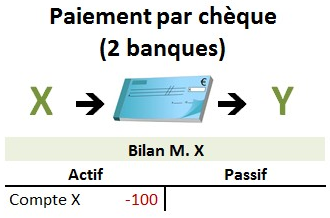 Paiement par chèque
(2 banques)
X Y
€
Bilan M. X
Actif Passif
Compte X -100